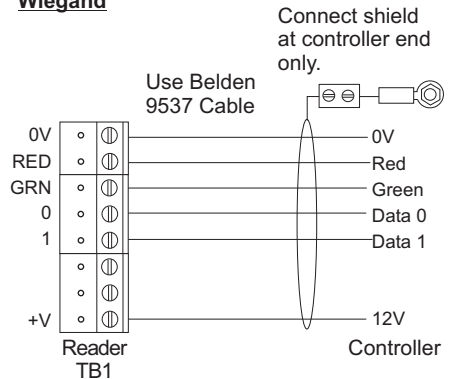 Wiegand
Connect shield
at controller end
only.
Use Belden
9537 Cable
0V
RED
GRN
0
1
+V
0V
Red
Green
Data 0
Data 1
12V
Reader
TB1
Controller